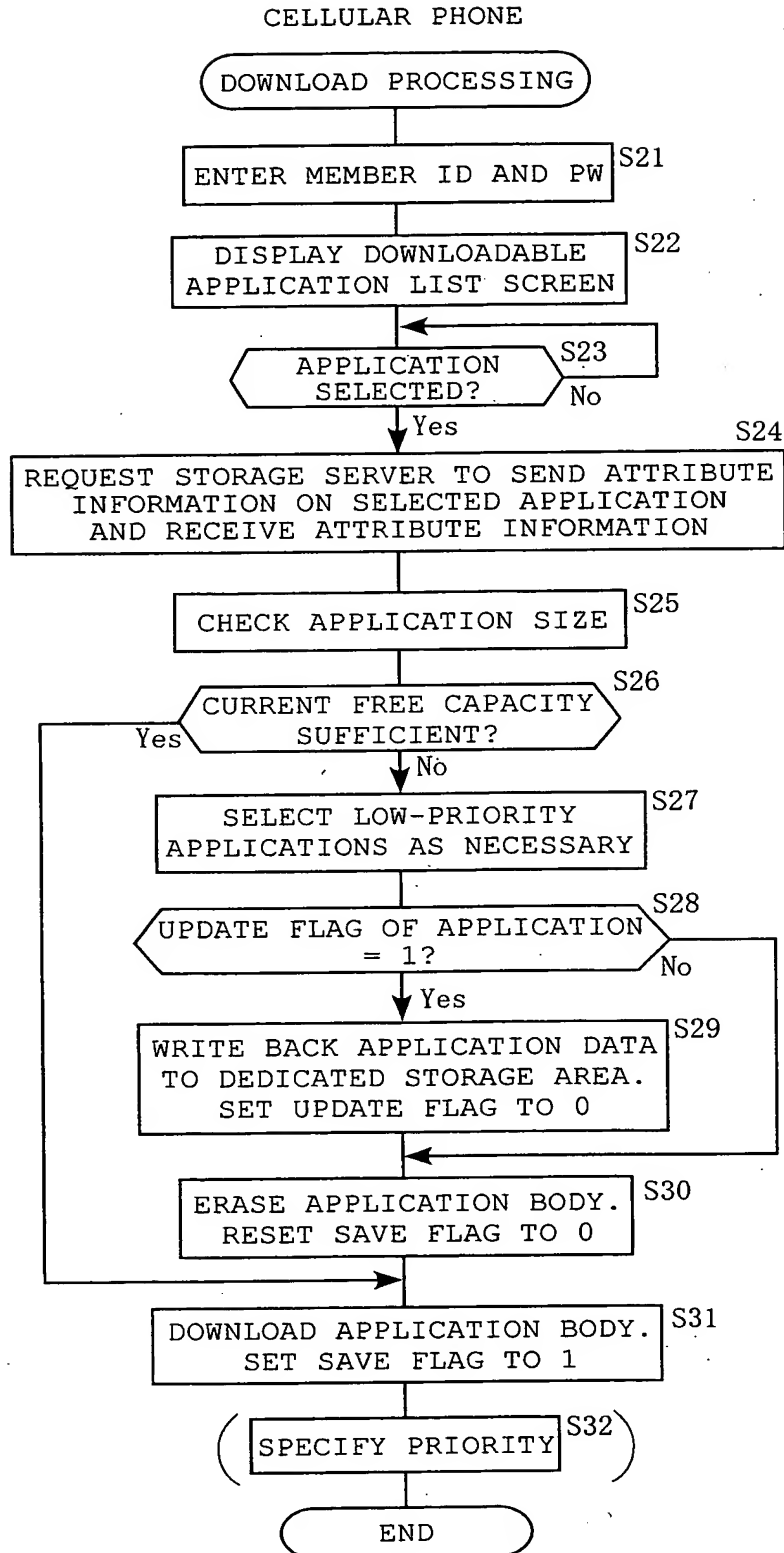 CELLULAR PHONE
DOWNLOAD PROCESSING
S21
ENTER MEMBER ID AND PW
S22
DISPLAY DOWNLOADABLE
APPLICATION LIST SCREEN
S23
APPLICATION
SELECTED?
No
Yes
S24
REQUEST STORAGE SERVER TO SEND ATTRIBUTE
INFORMATION ON SELECTED APPLICATION
AND RECEIVE ATTRIBUTE INFORMATION
S25
CHECK APPLICATION SIZE
S26
CURRENT FREE CAPACITY
SUFFICIENT?
Yes
No
S27
SELECT LOW-PRIORITY
APPLICATIONS AS NECESSARY
S28
UPDATE FLAG OF APPLICATION
= 1?
No
Yes
S29
WRITE BACK APPLICATION DATA
TO DEDICATED STORAGE AREA.
SET UPDATE FLAG TO 0
S30
ERASE APPLICATION BODY.
RESET SAVE FLAG TO 0
S31
DOWNLOAD APPLICATION BODY.
SET SAVE FLAG TO 1
S32
( SPECIFY PRIORITY )
END